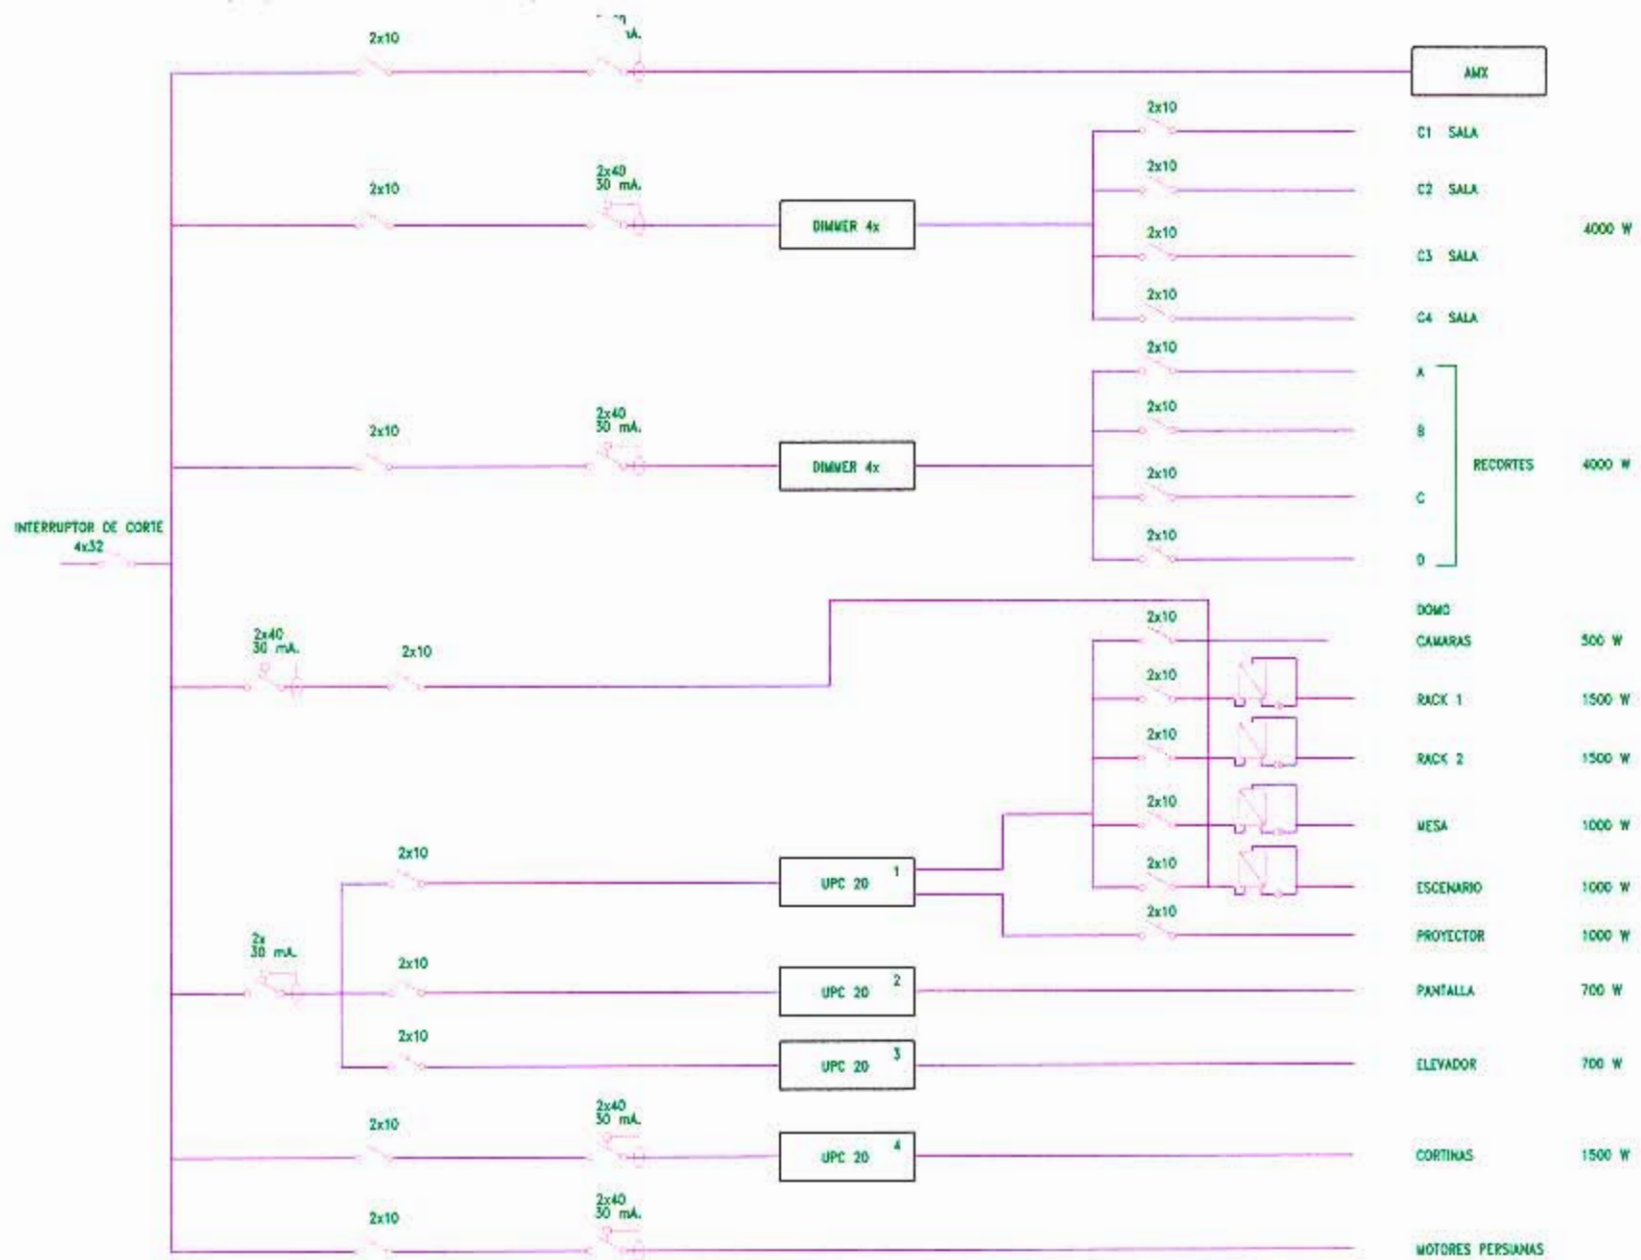 2x10
AMX
2x10
C1 SALA
2x10
C2 SALA
2x10
2x40
30 mA.
DIMMER 4x
4000 W
2x10
C3 SALA
2x10
C4 SALA
2x10
A
2x10
B
2x10
2x40
30 mA.
DIMMER 4x
RECORTES
4000 W
2x10
C
2x10
D
INTERRUPTOR DE CORTE
4x32
DOMO
2x10
CAMARAS
500 W
2x40
30 mA.
2x10
2x10
RACK 1
1500 W
2x10
RACK 2
1500 W
2x10
MESA
1000 W
2x10
UPC 20 1
2x10
ESCENARIO
1000 W
2x10
PROYECTOR
1000 W
2x
30 mA.
2x10
UPC 20 2
PANTALLA
700 W
2x10
UPC 20 3
ELEVADOR
700 W
2x10
2x40
30 mA.
UPC 20 4
CORTINAS
1500 W
2x10
2x40
30 mA.
MOTORES PERSIANAS